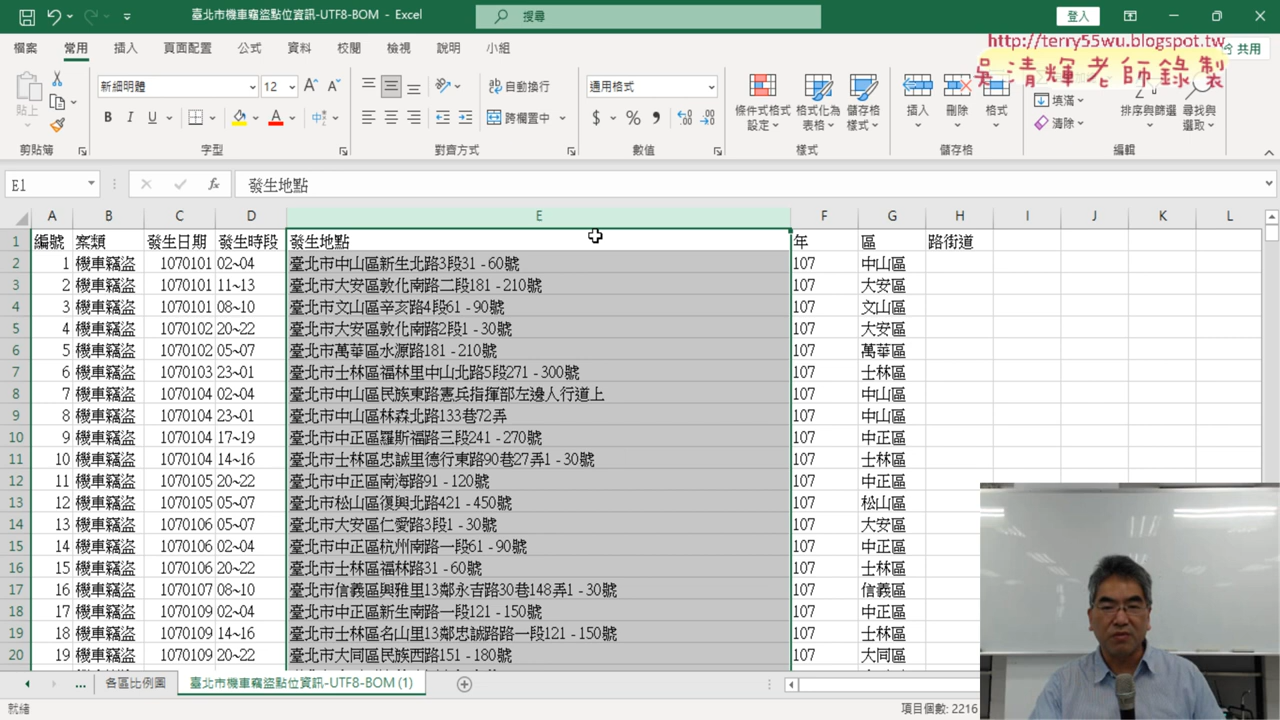 臺北市機車竊盜點位資訊-UTF8-BOM - Excel
搜尋
登入
檔案 常用 插入 頁面配置 公式 資料 校閱 檢視 說明 小組
共用
http://terry55wu.blogspot.tw
吳清輝老師錄製
貼上
新細明體 12
自動換行
跨欄置中
通用格式
條件式格式設定 格式化為表格 儲存格樣式
插入 刪除 格式
填滿
清除
排序與篩選 尋找與選取
剪貼簿 字型 對齊方式 數值 樣式 儲存格 編輯
E1 fx 發生地點
A B C D E F G H I J K L
1 編號 案類 發生日期 發生時段 發生地點 年 區 路街道
2 1 機車竊盜 1070101 02~04 臺北市中山區新生北路3段31 - 60號 107 中山區
3 2 機車竊盜 1070101 11~13 臺北市大安區敦化南路二段181 - 210號 107 大安區
4 3 機車竊盜 1070101 08~10 臺北市文山區辛亥路4段61 - 90號 107 文山區
5 4 機車竊盜 1070102 20~22 臺北市大安區敦化南路2段1 - 30號 107 大安區
6 5 機車竊盜 1070102 05~07 臺北市萬華區水源路181 - 210號 107 萬華區
7 6 機車竊盜 1070103 23~01 臺北市士林區福林里中山北路5段271 - 300號 107 士林區
8 7 機車竊盜 1070104 02~04 臺北市中山區民族東路憲兵指揮部左邊人行道上 107 中山區
9 8 機車竊盜 1070104 23~01 臺北市中山區林森北路133巷72弄 107 中山區
10 9 機車竊盜 1070104 17~19 臺北市中正區羅斯福路三段241 - 270號 107 中正區
11 10 機車竊盜 1070104 14~16 臺北市士林區忠誠里德行東路90巷27弄1 - 30號 107 士林區
12 11 機車竊盜 1070105 20~22 臺北市中正區南海路91 - 120號 107 中正區
13 12 機車竊盜 1070105 05~07 臺北市松山區復興北路421 - 450號 107 松山區
14 13 機車竊盜 1070106 05~07 臺北市大安區仁愛路3段1 - 30號 107 大安區
15 14 機車竊盜 1070106 02~04 臺北市中正區杭州南路一段61 - 90號 107 中正區
16 15 機車竊盜 1070106 20~22 臺北市士林區福林路31 - 60號 107 士林區
17 16 機車竊盜 1070107 08~10 臺北市信義區興雅里13鄰永吉路30巷148弄1 - 30號 107 信義區
18 17 機車竊盜 1070109 02~04 臺北市中正區新生南路一段121 - 150號 107 中正區
19 18 機車竊盜 1070109 14~16 臺北市士林區名山里13鄰忠誠路路一段121 - 150號 107 士林區
20 19 機車竊盜 1070109 20~22 臺北市大同區民族西路151 - 180號 107 大同區
... 各區比例圖 臺北市機車竊盜點位資訊-UTF8-BOM (1)
就緒 項目個數: 2216